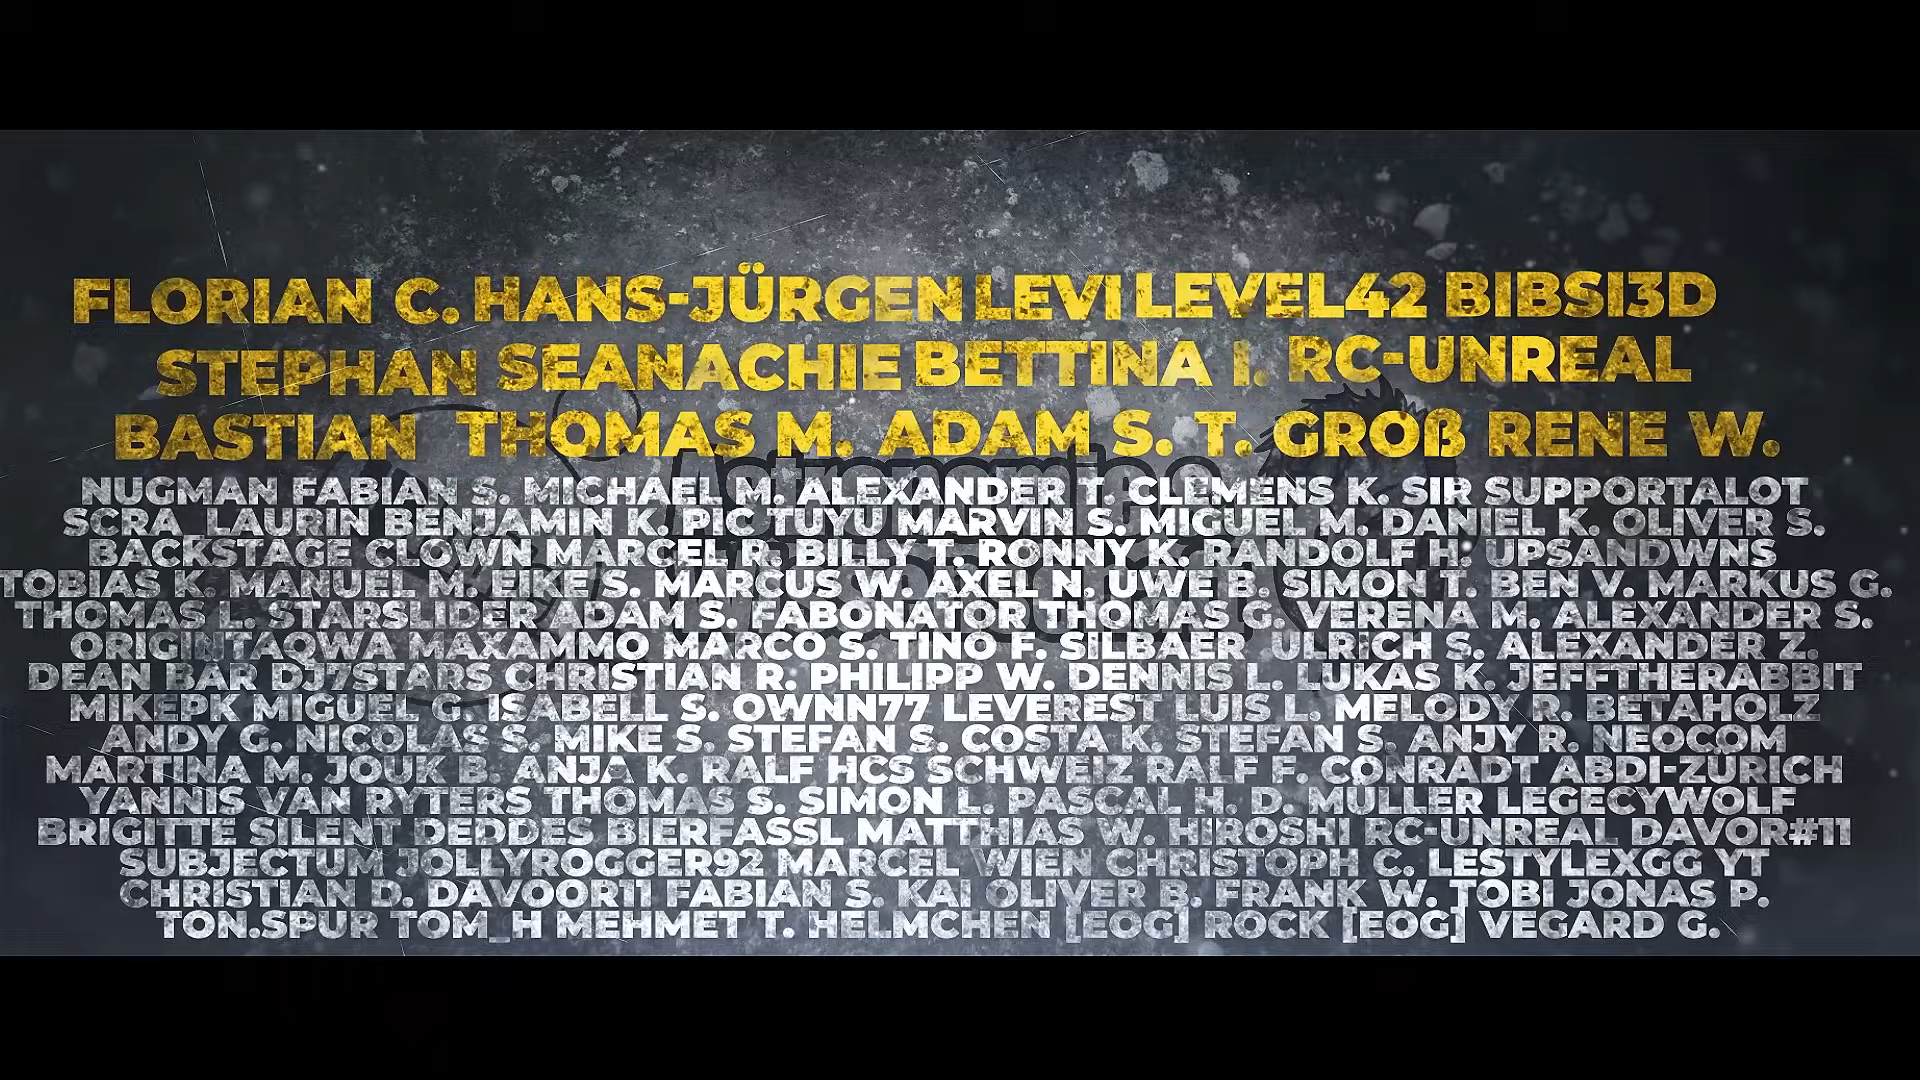 FLORIAN C. HANS-JÜRGEN LEVI LEVEL42 BIBSI3D
STEPHAN SEANACHIE BETTINA I. RC-UNREAL
BASTIAN THOMAS M. ADAM S. T. GROß RENE W.
NUGMAN FABIAN S. MICHAEL M. ALEXANDER T. CLEMENS K. SIR SUPPORTALOT
SCRA_LAURIN BENJAMIN K. PIC TUYU MARVIN S. MIGUEL M. DANIEL K. OLIVER S.
BACKSTAGE CLOWN MARCEL R. BILLY T. RONNY K. RANDOLF H. UPSANDWNS
TOBIAS K. MANUEL M. EIKE S. MARCUS W. AXEL N. UWE B. SIMON T. BEN V. MARKUS G.
THOMAS L. STARSLIDER ADAM S. FABONATOR THOMAS G. VERENA M. ALEXANDER S.
ORIGINTAQWA MAXAMMO MARCO S. TINO F. SILBAER ULRICH S. ALEXANDER Z.
DEAN BAR DJ7STARS CHRISTIAN R. PHILIPP W. DENNIS L. LUKAS K. JEFFTHERABBIT
MIKEPK MIGUEL G. ISABELL S. OWNN77 LEVEREST LUIS L. MELODY R. BETAHOLZ
ANDY G. NICOLAS S. MIKE S. STEFAN S. COSTA K. STEFAN S. ANJY R. NEOCOM
MARTINA M. JOUK B. ANJA K. RALF HCS SCHWEIZ RALF F. CONRADT ABDI-ZÜRICH
YANNIS VAN RYTERS THOMAS S. SIMON L. PASCAL H. D. MÜLLER LEGECYWOLF
BRIGITTE SILENT DEDDES BIERFASSL MATTHIAS W. HIROSHI RC-UNREAL DAVOR#11
SUBJECTUM JOLLYROGGER92 MARCEL WIEN CHRISTOPH C. LESTYLEXGG YT
CHRISTIAN D. DAVOOR11 FABIAN S. KAI OLIVER B. FRANK W. TOBI JONAS P.
TON.SPUR TOM_H MEHMET T. HELMCHEN [EOG] ROCK [EOG] VEGARD G.